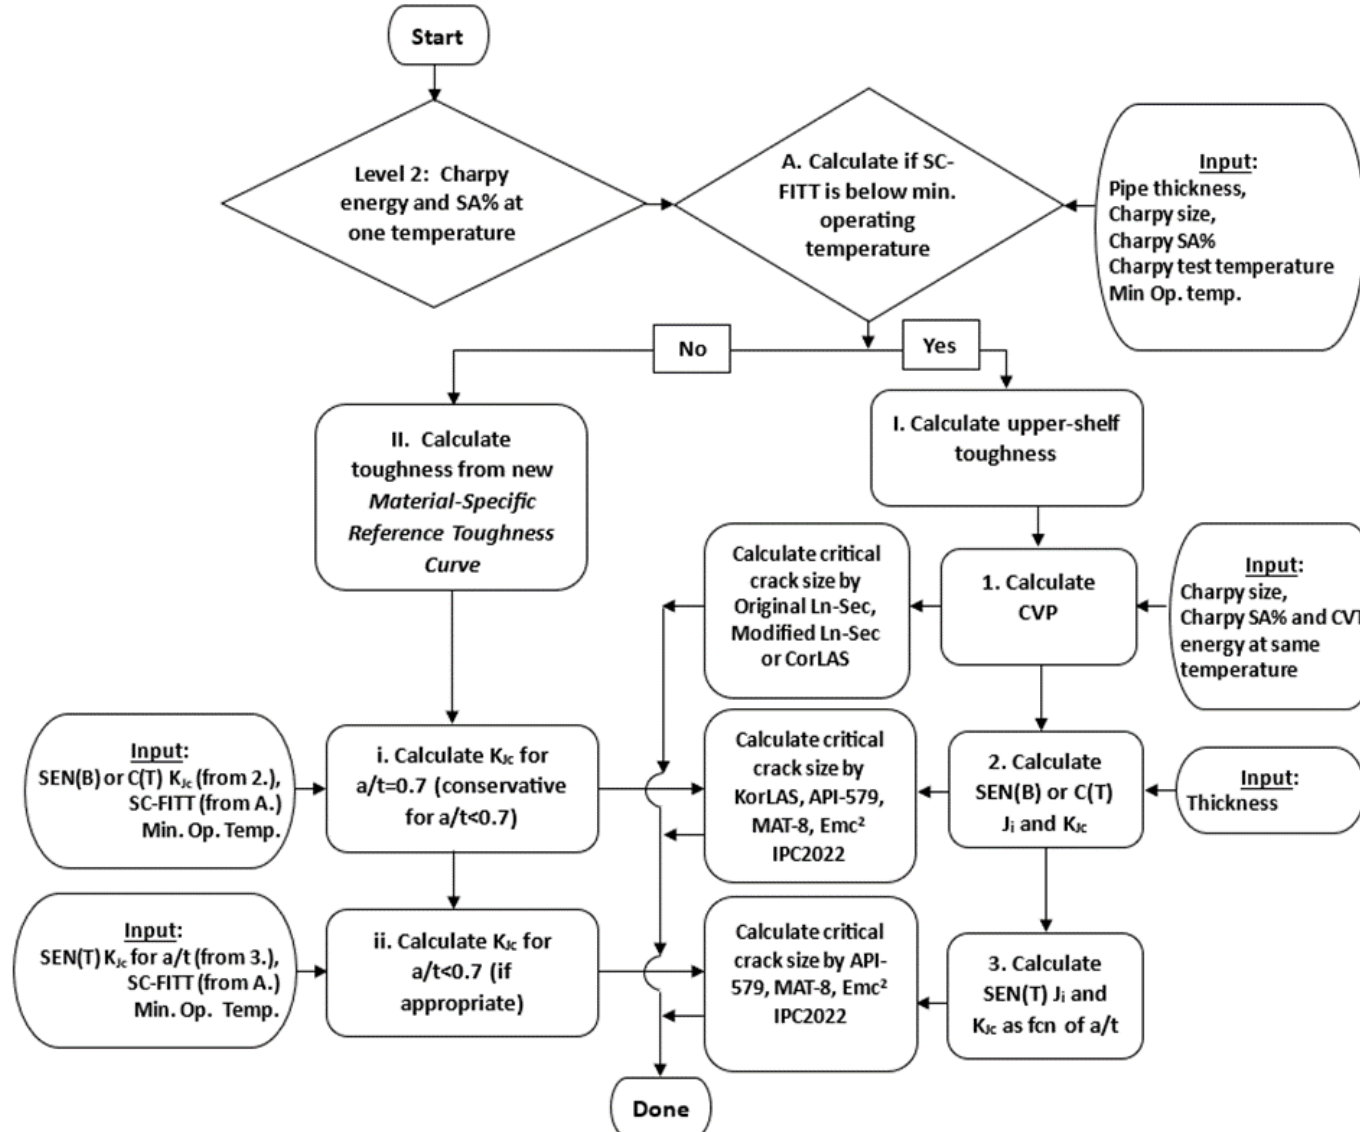 Start
Level 2:  Charpy
energy and SA% at
one temperature
A. Calculate if SC-
FITT is below min.
operating
temperature
Input:
Pipe thickness,
Charpy size,
Charpy SA%
Charpy test temperature
Min Op. temp.
No
Yes
II.  Calculate
toughness from new
Material-Specific
Reference Toughness
Curve
I. Calculate upper-shelf
toughness
Calculate critical
crack size by
Original Ln-Sec,
Modified Ln-Sec
or CorLAS
1. Calculate
CVP
Input:
Charpy size,
Charpy SA% and CVT
energy at same
temperature
Input:
SEN(B) or C(T) KJc (from 2.),
SC-FITT (from A.)
Min. Op. Temp.
i. Calculate KJc for
a/t=0.7 (conservative
for a/t<0.7)
Calculate critical
crack size by
KorLAS, API-579,
MAT-8, Emc²
IPC2022
2. Calculate
SEN(B) or C(T)
Ji and KJc
Input:
Thickness
Input:
SEN(T) KJc for a/t (from 3.),
SC-FITT (from A.)
Min. Op.  Temp.
ii. Calculate KJc for
a/t<0.7 (if
appropriate)
Calculate critical
crack size by API-
579, MAT-8, Emc²
IPC2022
3. Calculate
SEN(T) Ji and
KJc as fcn of a/t
Done